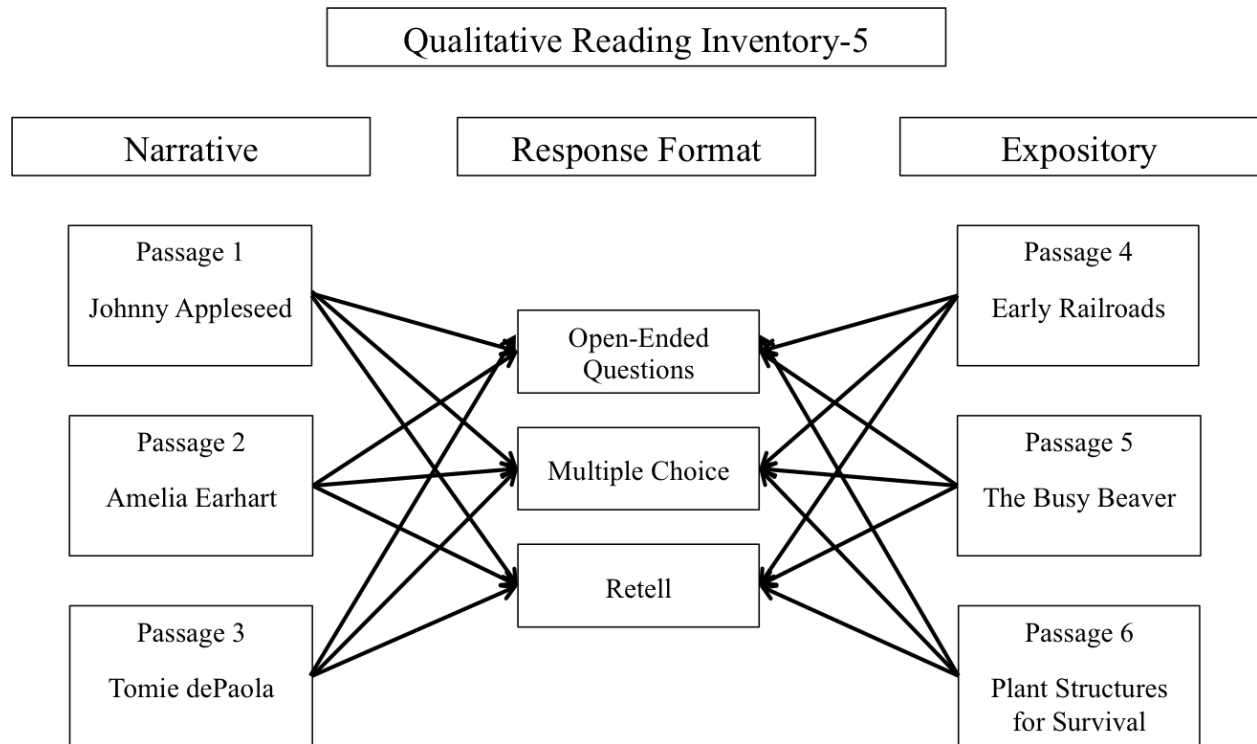 Qualitative Reading Inventory-5
Narrative
Response Format
Expository
Passage 1
Johnny Appleseed
Passage 2
Amelia Earhart
Passage 3
Tomie dePaola
Open-Ended
Questions
Multiple Choice
Retell
Passage 4
Early Railroads
Passage 5
The Busy Beaver
Passage 6
Plant Structures
for Survival